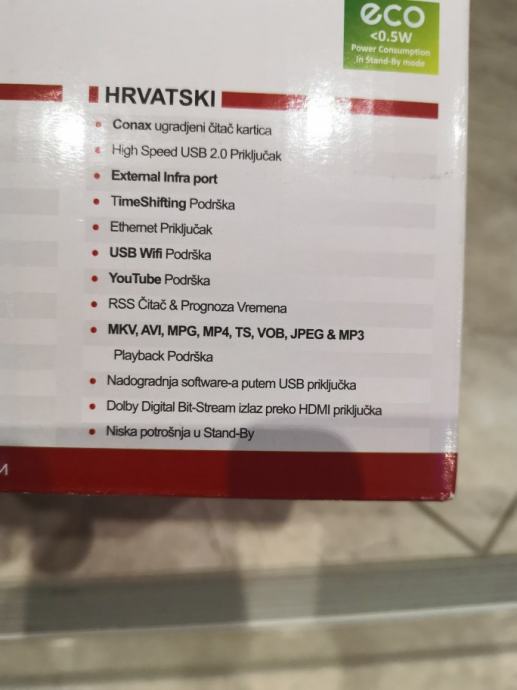 eco
<0.5W
Power Consumption
in Stand-By mode
HRVATSKI
Conax ugradjeni čitač kartica
High Speed USB 2.0 Priključak
External Infra port
TimeShifting Podrška
Ethernet Priključak
USB Wifi Podrška
YouTube Podrška
RSS Čitač & Prognoza Vremena
MKV, AVI, MPG, MP4, TS, VOB, JPEG & MP3
Playback Podrška
Nadogradnja software-a putem USB priključka
Dolby Digital Bit-Stream izlaz preko HDMI priključka
Niska potrošnja u Stand-By